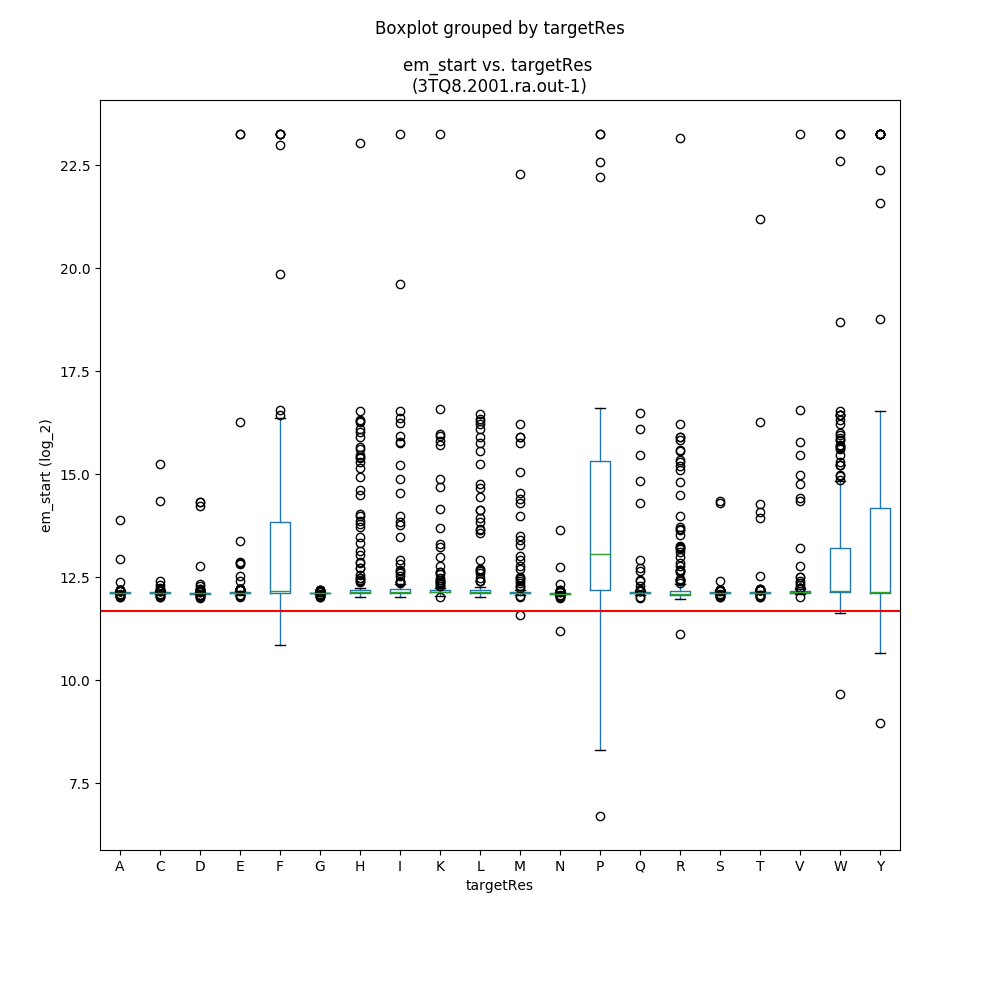 Boxplot grouped by targetRes
em_start vs. targetRes
(3TQ8.2001.ra.out-1)
em_start (log_2)
22.5
20.0
17.5
15.0
12.5
10.0
7.5
A C D E F G H I K L M N P Q R S T V W Y
targetRes